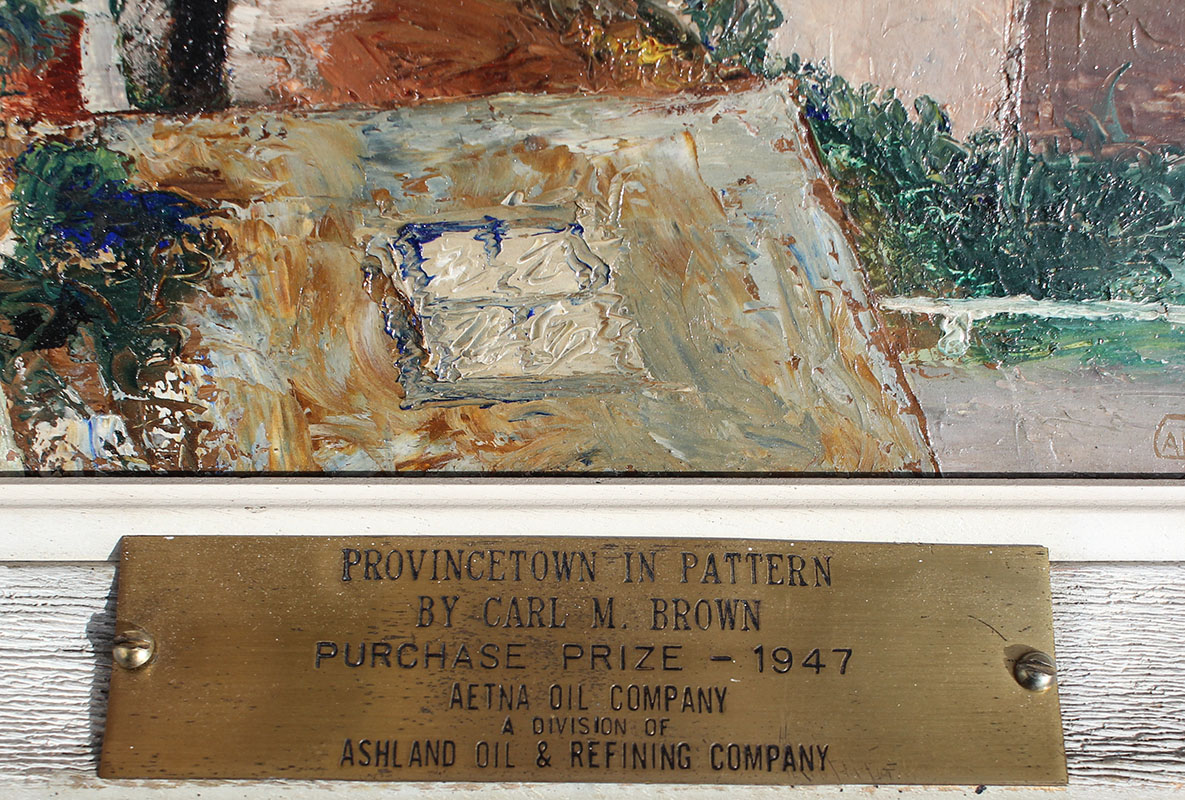 PROVINCETOWN IN PATTERN
BY CARL M. BROWN
PURCHASE PRIZE – 1947
AETNA OIL COMPANY
A DIVISION OF
ASHLAND OIL & REFINING COMPANY